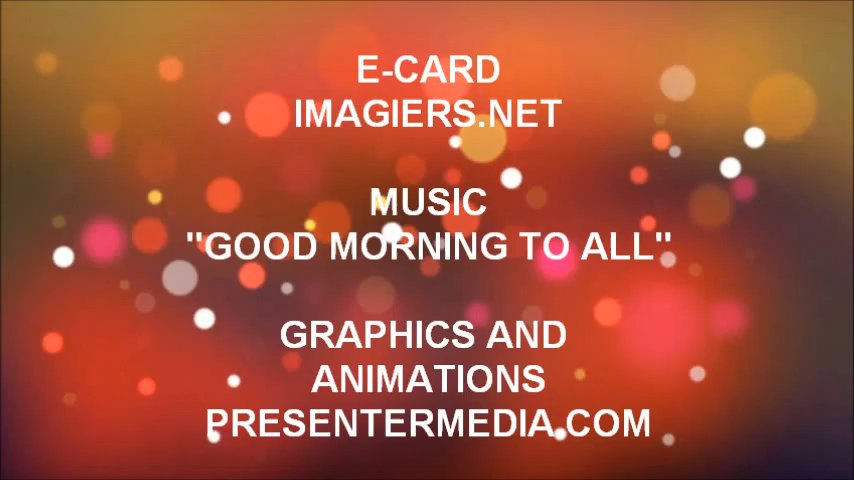 E-CARD
IMAGIERS.NET
MUSIC
"GOOD MORNING TO ALL"
GRAPHICS AND
ANIMATIONS
PRESENTERMEDIA.COM